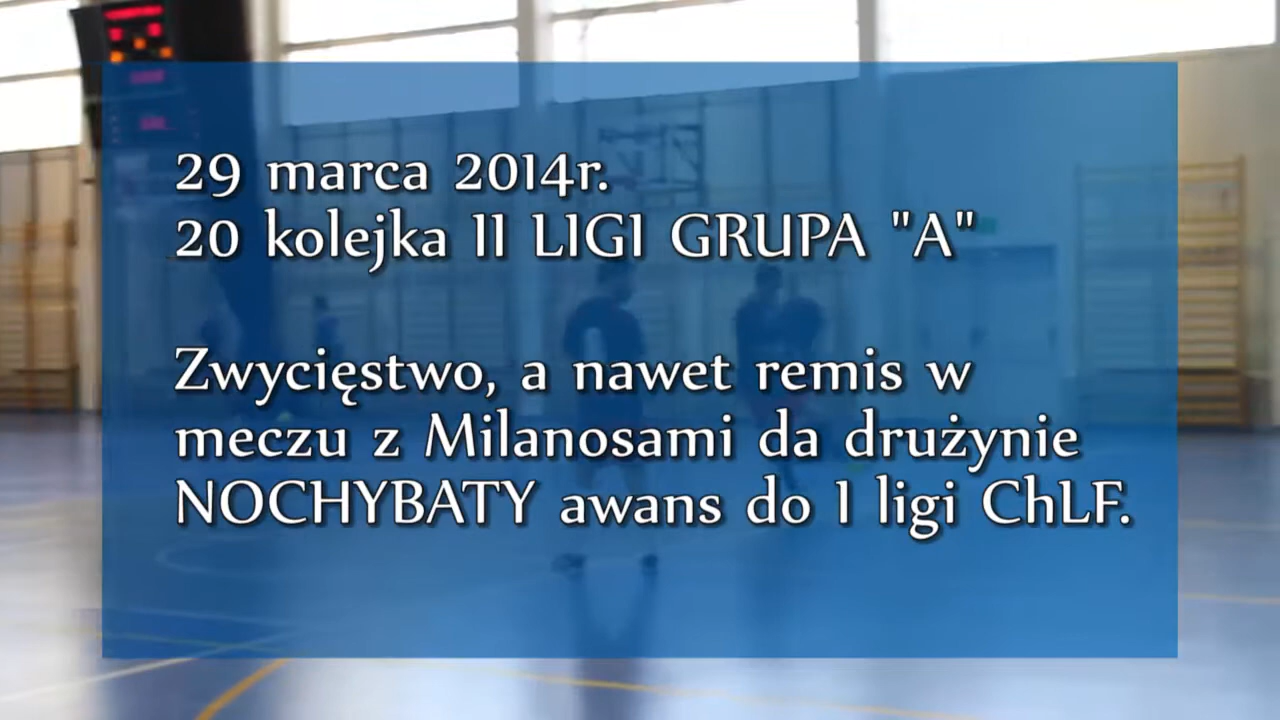 29 marca 2014r.
20 kolejka II LIGI GRUPA "A"
Zwycięstwo, a nawet remis w
meczu z Milanosami da drużynie
NOCHYBATY awans do I ligi ChLF.